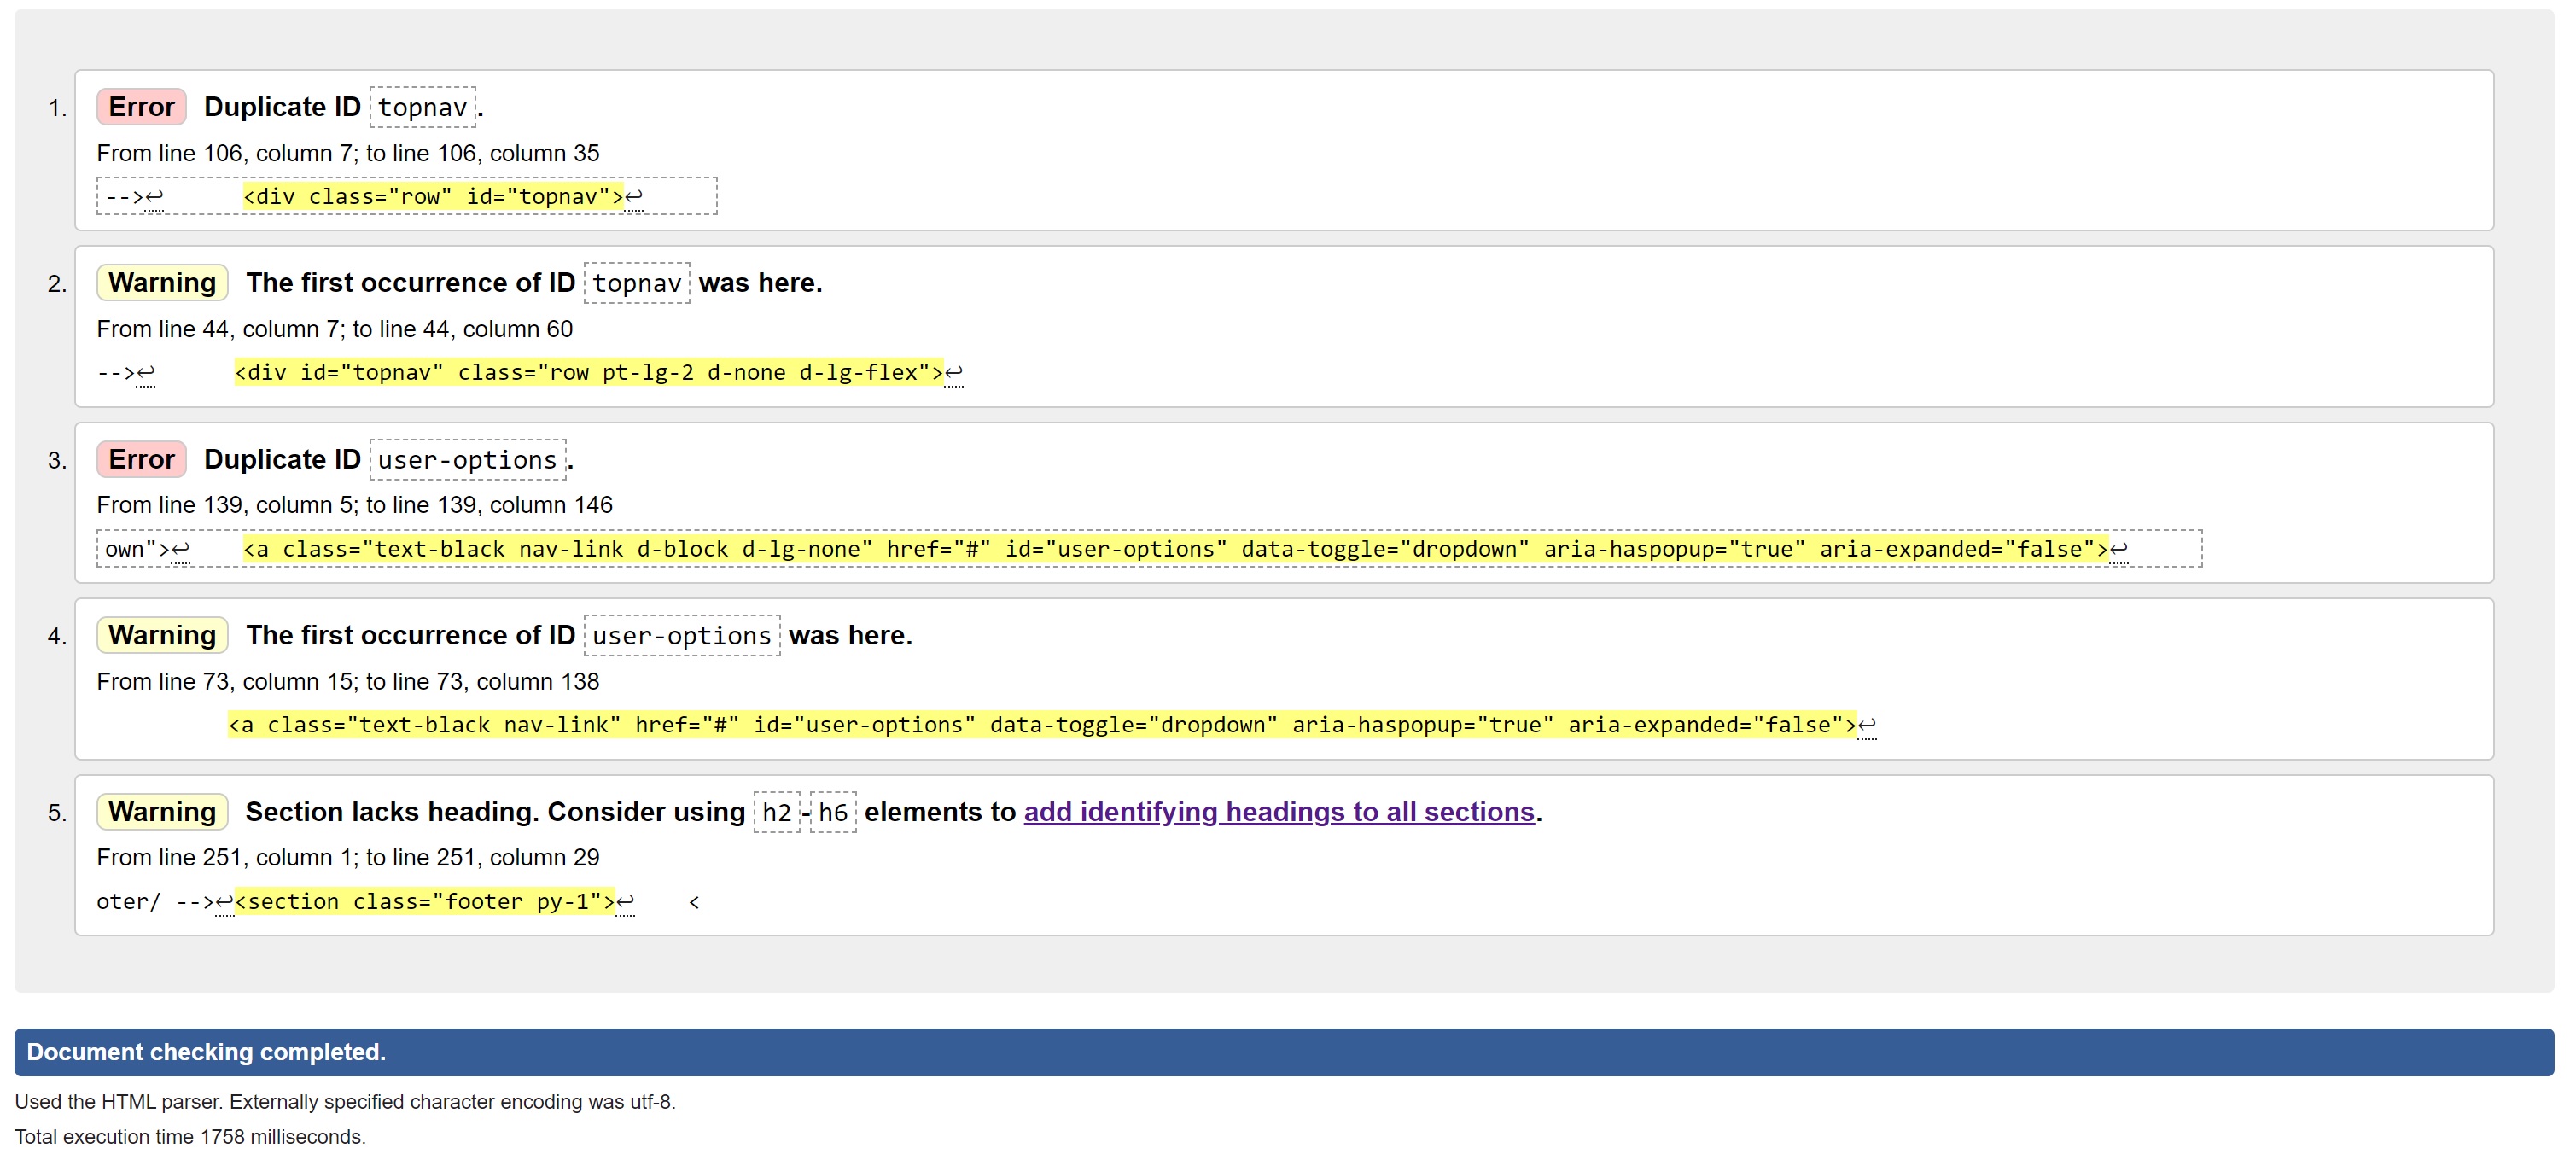 1. Error Duplicate ID topnav.
From line 106, column 7; to line 106, column 35
-->↩ <div class="row" id="topnav">↩
2. Warning The first occurrence of ID topnav was here.
From line 44, column 7; to line 44, column 60
-->↩ <div id="topnav" class="row pt-lg-2 d-none d-lg-flex">↩
3. Error Duplicate ID user-options.
From line 139, column 5; to line 139, column 146
own">↩ <a class="text-black nav-link d-block d-lg-none" href="#" id="user-options" data-toggle="dropdown" aria-haspopup="true" aria-expanded="false">↩
4. Warning The first occurrence of ID user-options was here.
From line 73, column 15; to line 73, column 138
<a class="text-black nav-link" href="#" id="user-options" data-toggle="dropdown" aria-haspopup="true" aria-expanded="false">↩
5. Warning Section lacks heading. Consider using h2-h6 elements to add identifying headings to all sections.
From line 251, column 1; to line 251, column 29
oter/ -->↩<section class="footer py-1">↩ <
Document checking completed.
Used the HTML parser. Externally specified character encoding was utf-8.
Total execution time 1758 milliseconds.